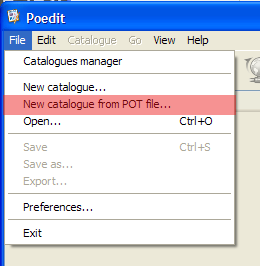 Poedit
File Edit Catalogue Go View Help
Catalogues manager
New catalogue...
New catalogue from POT file...
Open... Ctrl+O
Save Ctrl+S
Save as...
Export...
Preferences...
Exit